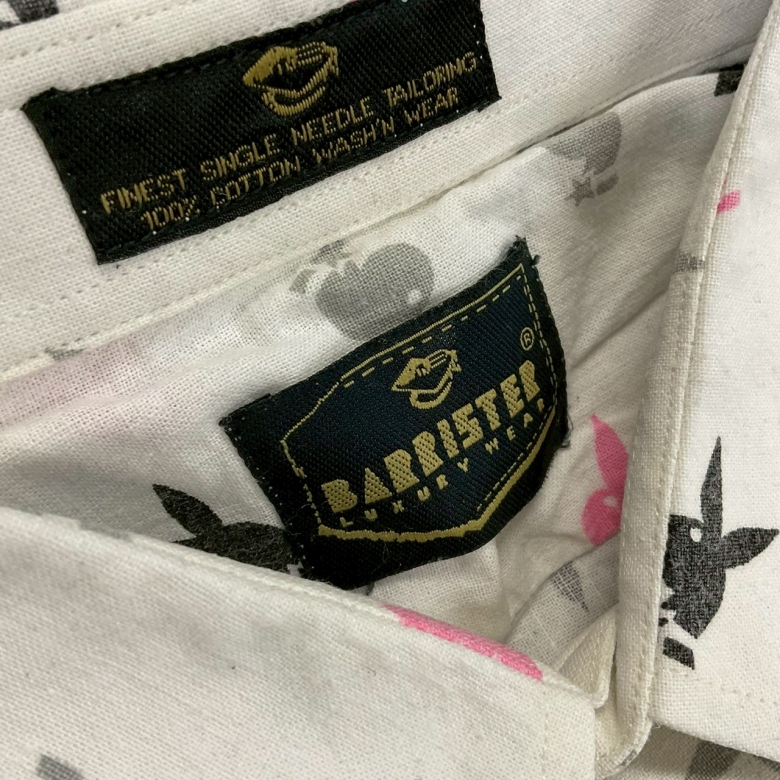 FINEST SINGLE NEEDLE TAILORING
100% COTTON WASH'N WEAR
®
BARRISTER
LUXURY WEAR